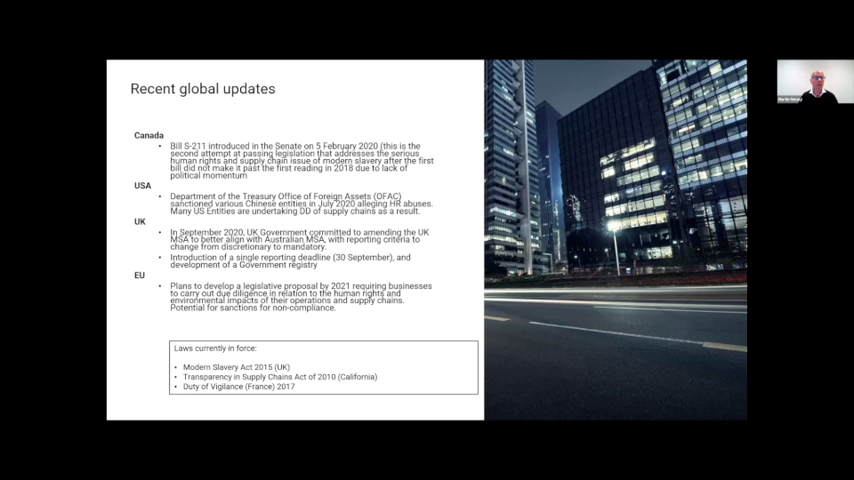 Recent global updates
Canada
• Bill S-211 introduced in the Senate on 5 February 2020 (this is the
second attempt at passing legislation that addresses the serious
human rights and supply chain issue of modern slavery after the first
bill did not make it past the first reading in 2018 due to lack of
political momentum
USA
• Department of the Treasury Office of Foreign Assets (OFAC)
sanctioned various Chinese entities in July 2020 alleging HR abuses.
Many US Entities are undertaking DD of supply chains as a result.
UK
• In September 2020, UK Government committed to amending the UK
MSA to better align with Australian MSA, with reporting criteria to
change from discretionary to mandatory.
• Introduction of a single reporting deadline (30 September), and
development of a Government registry
EU
• Plans to develop a legislative proposal by 2021 requiring businesses
to carry out due diligence in relation to the human rights and
environmental impacts of their operations and supply chains.
Potential for sanctions for non-compliance.
Laws currently in force:
• Modern Slavery Act 2015 (UK)
• Transparency in Supply Chains Act of 2010 (California)
• Duty of Vigilance (France) 2017